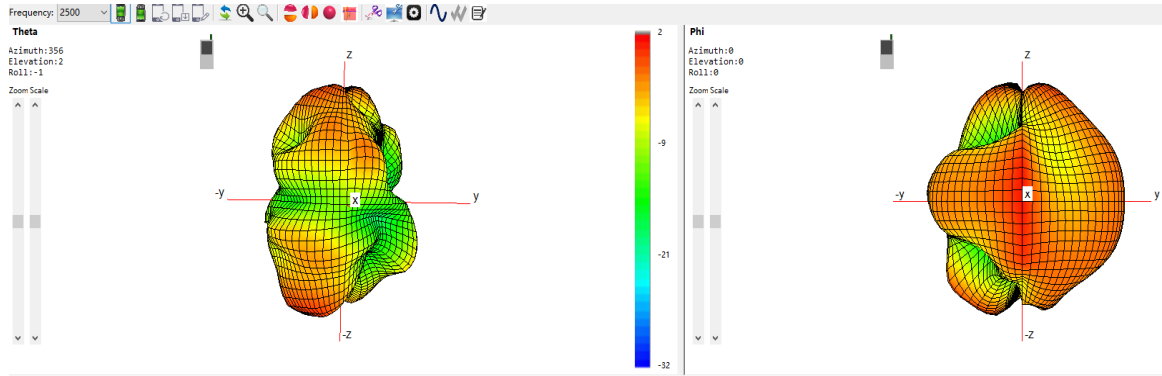 Frequency: 2500
Theta
Azimuth:356
Elevation:2
Roll:-1
Zoom Scale
Z
-y
X
y
-Z
2
-9
-21
-32
Phi
Azimuth:0
Elevation:0
Roll:0
Zoom Scale
Z
-y
X
y
-Z